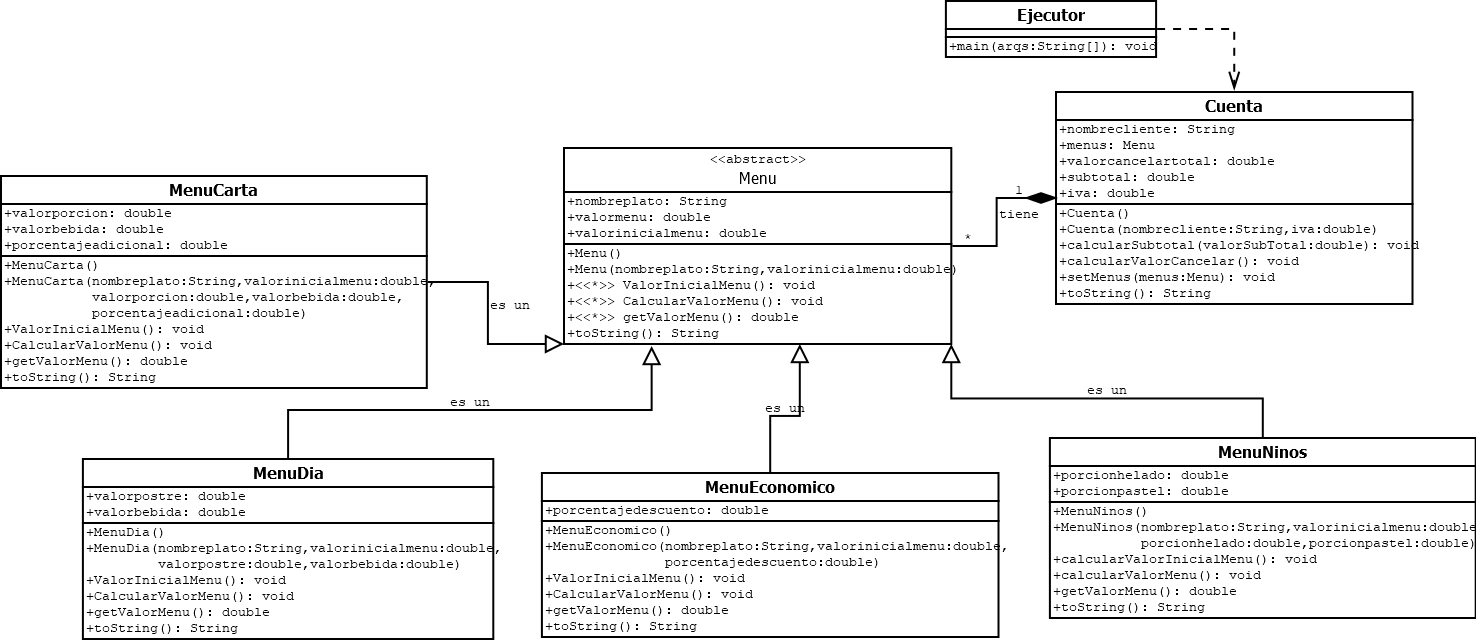 Ejecutor
+main(args:String[]): void
Cuenta
+nombrecliente: String
+menus: Menu
+valorcancelartotal: double
+subtotal: double
+iva: double
+Cuenta()
+Cuenta(nombrecliente:String,iva:double)
+calcularSubtotal(valorSubTotal:double): void
+calcularValorCancelar(): void
+setMenus(menus:Menu): void
+toString(): String
1
tiene
*
<<abstract>>
Menu
+nombreplato: String
+valormenu: double
+valorinicialmenu: double
+Menu()
+Menu(nombreplato:String,valorinicialmenu:double)
+<<*>> ValorInicialMenu(): void
+<<*>> CalcularValorMenu(): void
+<<*>> getValorMenu(): double
+toString(): String
MenuCarta
+valorporcion: double
+valorbebida: double
+porcentajeadicional: double
+MenuCarta()
+MenuCarta(nombreplato:String,valorinicialmenu:double,
valorporcion:double,valorbebida:double,
porcentajeadicional:double)
+ValorInicialMenu(): void
+CalcularValorMenu(): void
+getValorMenu(): double
+toString(): String
es un
es un
es un
es un
MenuDia
+valorpostre: double
+valorbebida: double
+MenuDia()
+MenuDia(nombreplato:String,valorinicialmenu:double,
valorpostre:double,valorbebida:double)
+ValorInicialMenu(): void
+CalcularValorMenu(): void
+getValorMenu(): double
+toString(): String
MenuEconomico
+porcentajedescuento: double
+MenuEconomico()
+MenuEconomico(nombreplato:String,valorinicialmenu:double,
porcentajedescuento:double)
+ValorInicialMenu(): void
+CalcularValorMenu(): void
+getValorMenu(): double
+toString(): String
MenuNinos
+porcionhelado: double
+porcionpastel: double
+MenuNinos()
+MenuNinos(nombreplato:String,valorinicialmenu:double
porcionhelado:double,porcionpastel:double)
+calcularValorInicialMenu(): void
+calcularValorMenu(): void
+getValorMenu(): double
+toString(): String